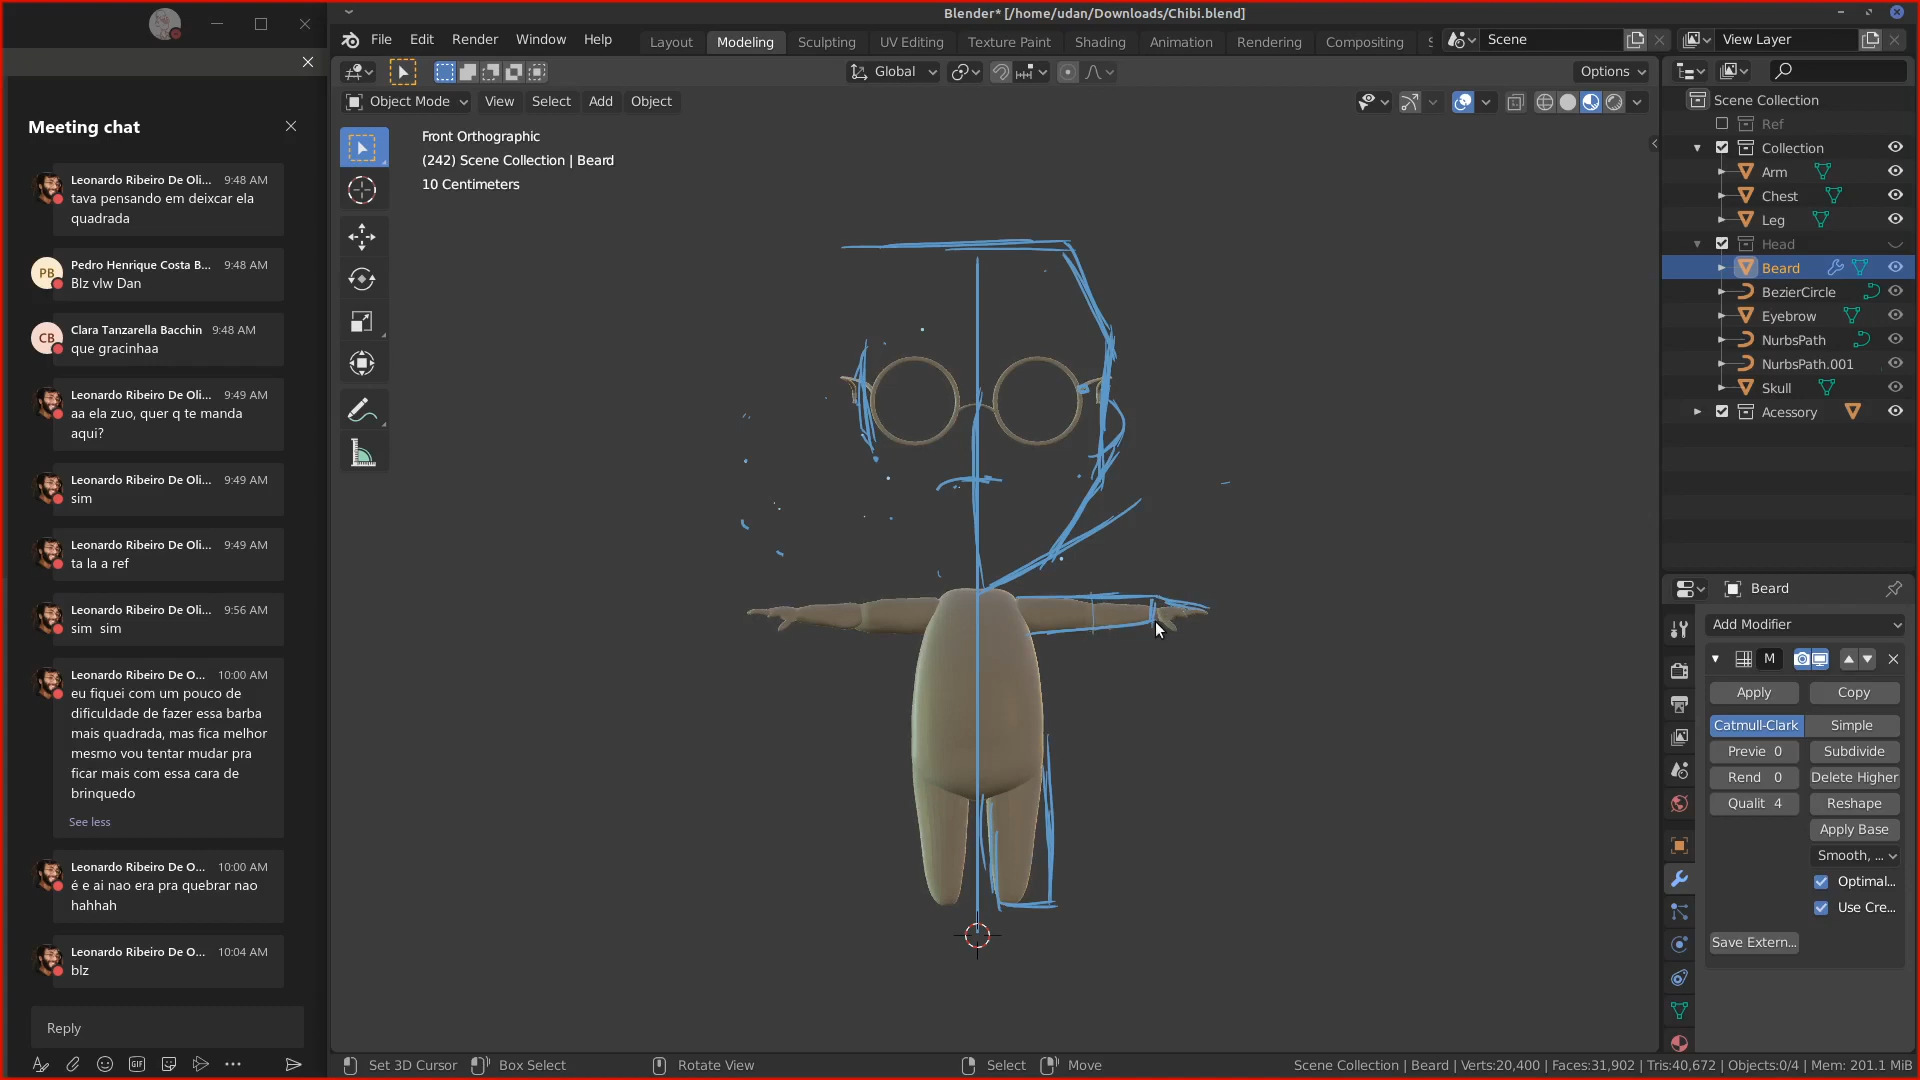 Meeting chat
Leonardo Ribeiro De Oli... 9:48 AM
tava pensando em deixcar ela
quadrada
Pedro Henrique Costa B... 9:48 AM
PB
Blz vlw Dan
Clara Tanzarella Bacchin 9:48 AM
CB
que gracinhaa
Leonardo Ribeiro De Oli... 9:49 AM
aa ela zuo, quer q te manda
aqui?
Leonardo Ribeiro De Oli... 9:49 AM
sim
Leonardo Ribeiro De Oli... 9:49 AM
ta la a ref
Leonardo Ribeiro De Oli... 9:56 AM
sim sim
Leonardo Ribeiro De O... 10:00 AM
eu fiquei com um pouco de
dificuldade de fazer essa barba
mais quadrada, mas fica melhor
mesmo vou tentar mudar pra
ficar mais com essa cara de
brinquedo
See less
Leonardo Ribeiro De O... 10:00 AM
é e ai nao era pra quebrar nao
hahhah
Leonardo Ribeiro De O... 10:04 AM
blz
Reply
GIF
Blender* [/home/udan/Downloads/Chibi.blend]
File Edit Render Window Help
Layout Modeling Sculpting UV Editing Texture Paint Shading Animation Rendering Compositing S
Scene
View Layer
Global
Options
Object Mode View Select Add Object
Front Orthographic
(242) Scene Collection | Beard
10 Centimeters
Scene Collection
Ref
Collection
Arm
Chest
Leg
Head
Beard
BezierCircle
Eyebrow
NurbsPath
NurbsPath.001
Skull
Acessory
Beard
Add Modifier
M
Apply Copy
Catmull-Clark Simple
Previe 0 Subdivide
Rend 0 Delete Higher
Qualit 4 Reshape
Apply Base
Smooth, ...
Optimal...
Use Cre...
Save Extern...
Set 3D Cursor Box Select Rotate View Select Move
Scene Collection | Beard | Verts:20,400 | Faces:31,902 | Tris:40,672 | Objects:0/4 | Mem: 201.1 MiB